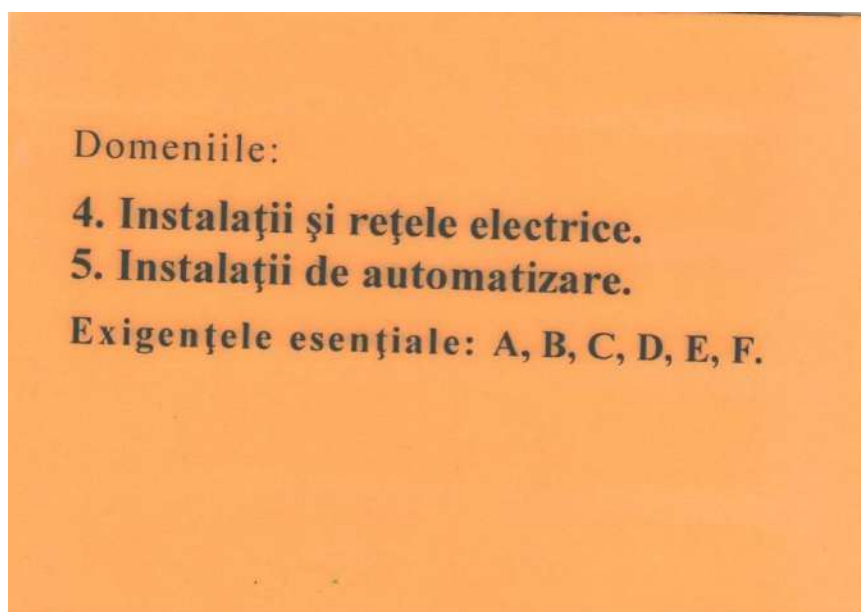 Domeniile:
4. Instalaţii şi reţele electrice.
5. Instalaţii de automatizare.
Exigenţele esenţiale: A, B, C, D, E, F.